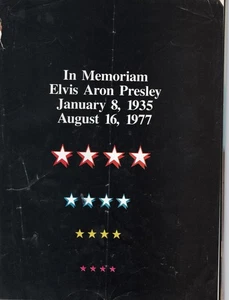 In Memoriam
Elvis Aron Presley
January 8, 1935
August 16, 1977